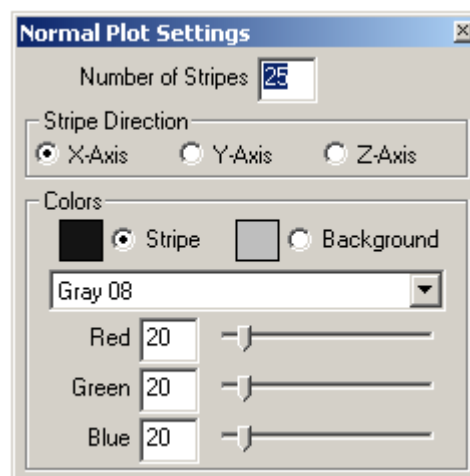 Normal Plot Settings
Number of Stripes 25
Stripe Direction
X-Axis Y-Axis Z-Axis
Colors
Stripe Background
Gray 08
Red 20
Green 20
Blue 20